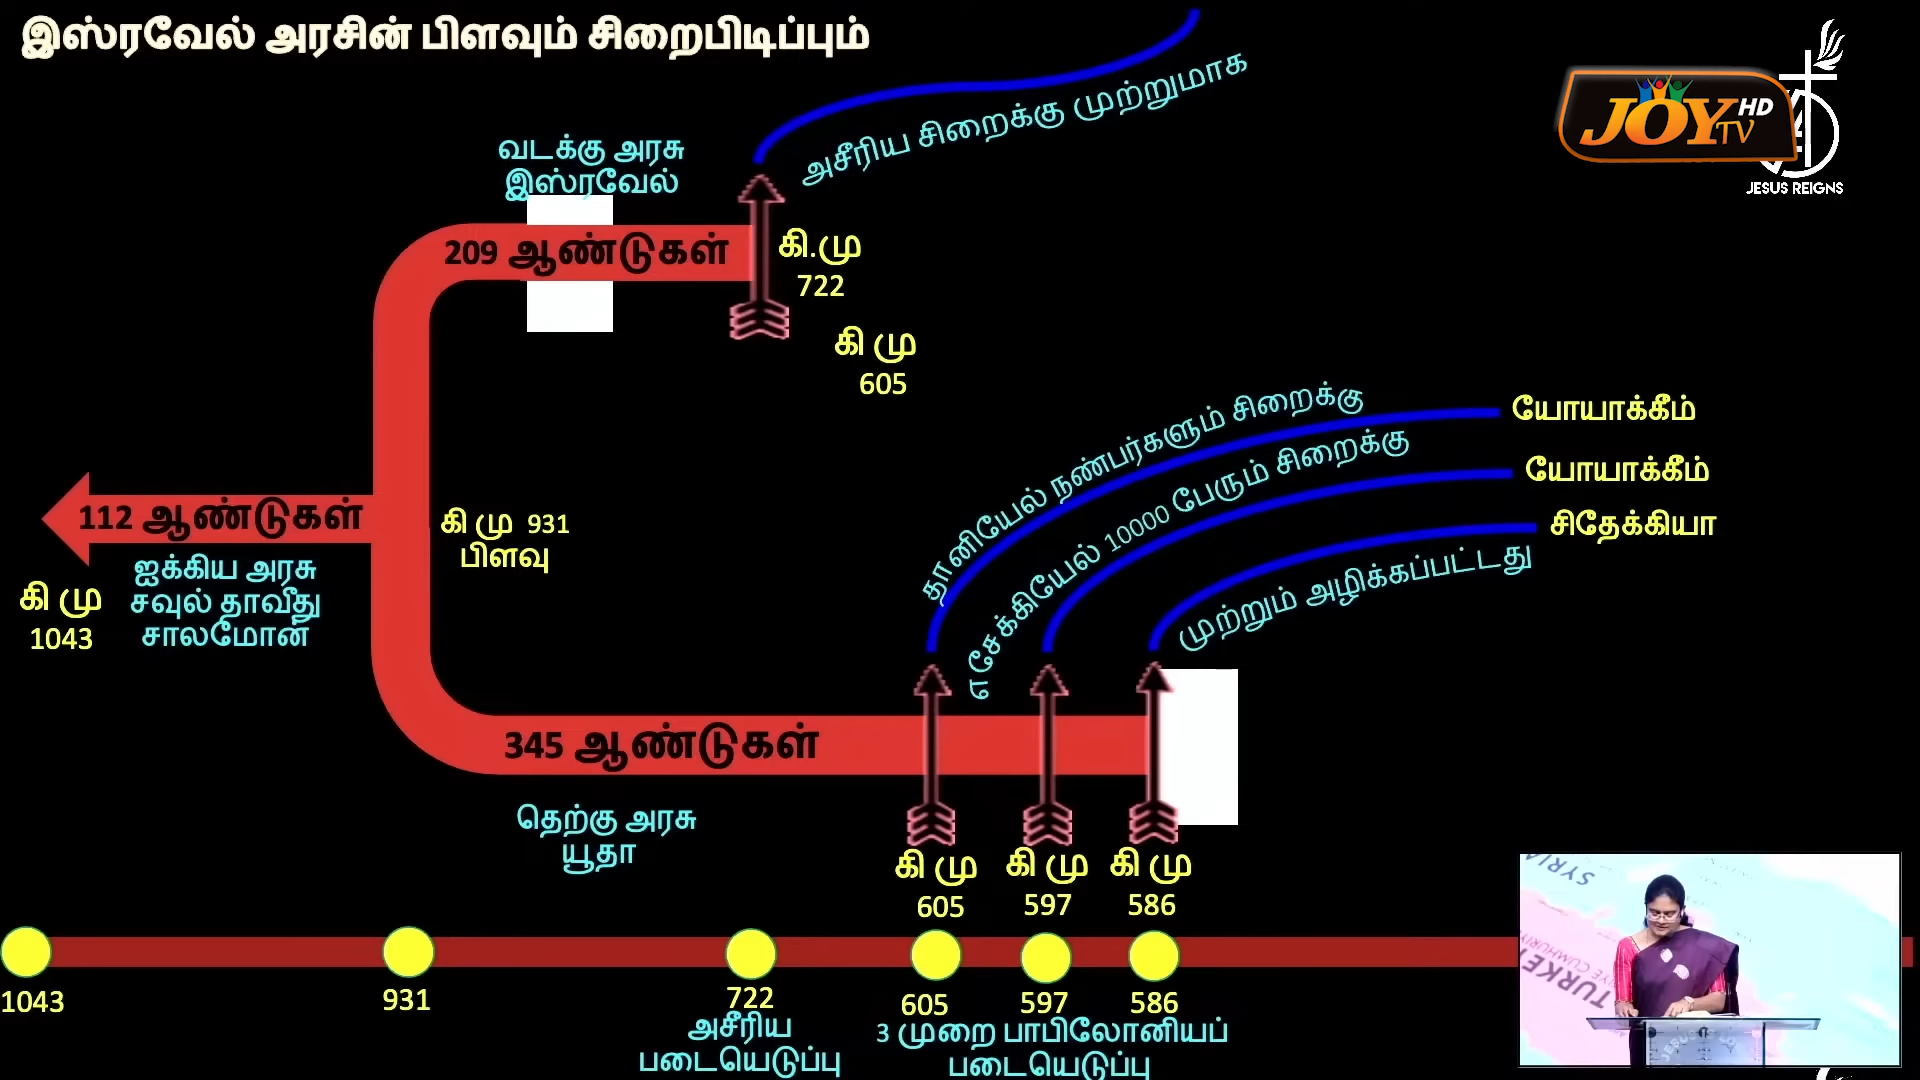 இஸ்ரவேல் அரசின் பிளவும் சிறைபிடிப்பும்
JOY TV HD
JESUS REIGNS
அசீரிய சிறைக்கு முற்றுமாக
வடக்கு அரசு
இஸ்ரவேல்
209 ஆண்டுகள்
கி.மு
722
கி மு
605
தானியேல் நண்பர்களும் சிறைக்கு
யோயாக்கீம்
எசேக்கியேல் 10000 பேரும் சிறைக்கு
யோயாக்கீம்
முற்றும் அழிக்கப்பட்டது
சிதேக்கியா
112 ஆண்டுகள்
கி மு 931
பிளவு
ஐக்கிய அரசு
சவுல் தாவீது
சாலமோன்
கி மு
1043
345 ஆண்டுகள்
தெற்கு அரசு
யூதா
கி மு
605
கி மு
597
கி மு
586
1043
931
722
605
597
586
அசீரிய
படையெடுப்பு
3 முறை பாபிலோனியப்
படையெடுப்பு
SYRIA